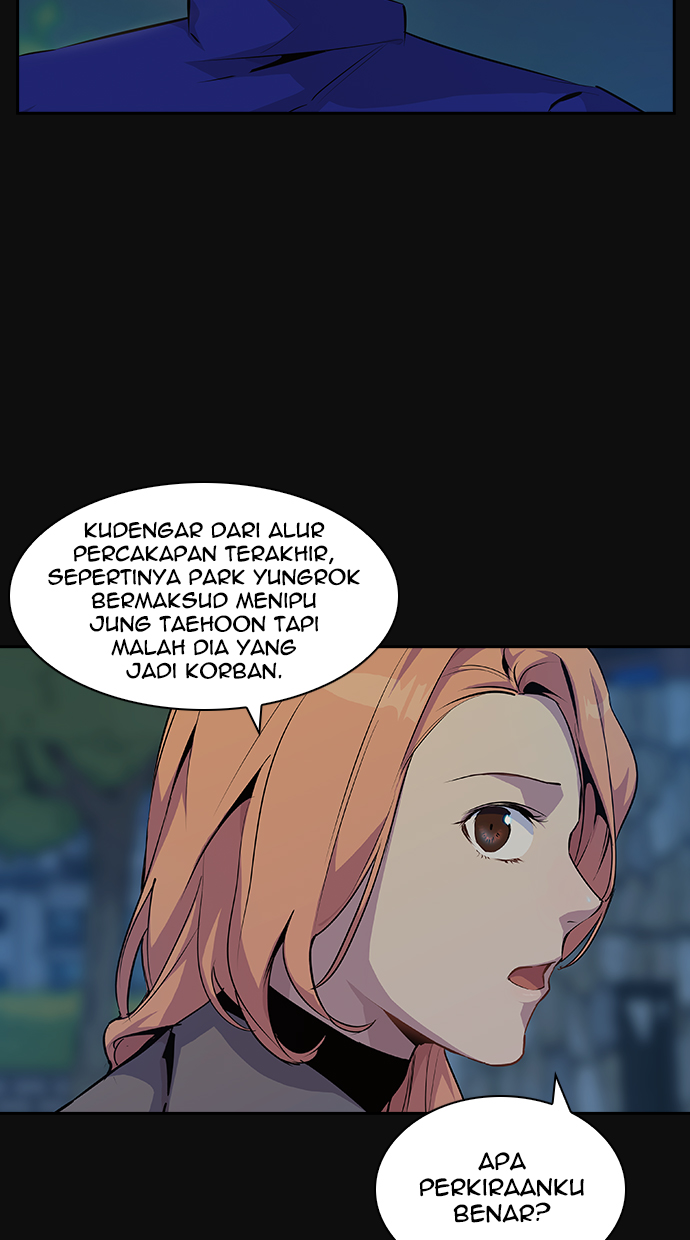 KUDENGAR DARI ALUR
PERCAKAPAN TERAKHIR,
SEPERTINYA PARK YUNGROK
BERMAKSUD MENIPU
JUNG TAEHOON TAPI
MALAH DIA YANG
JADI KORBAN.
APA
PERKIRAANKU
BENAR?